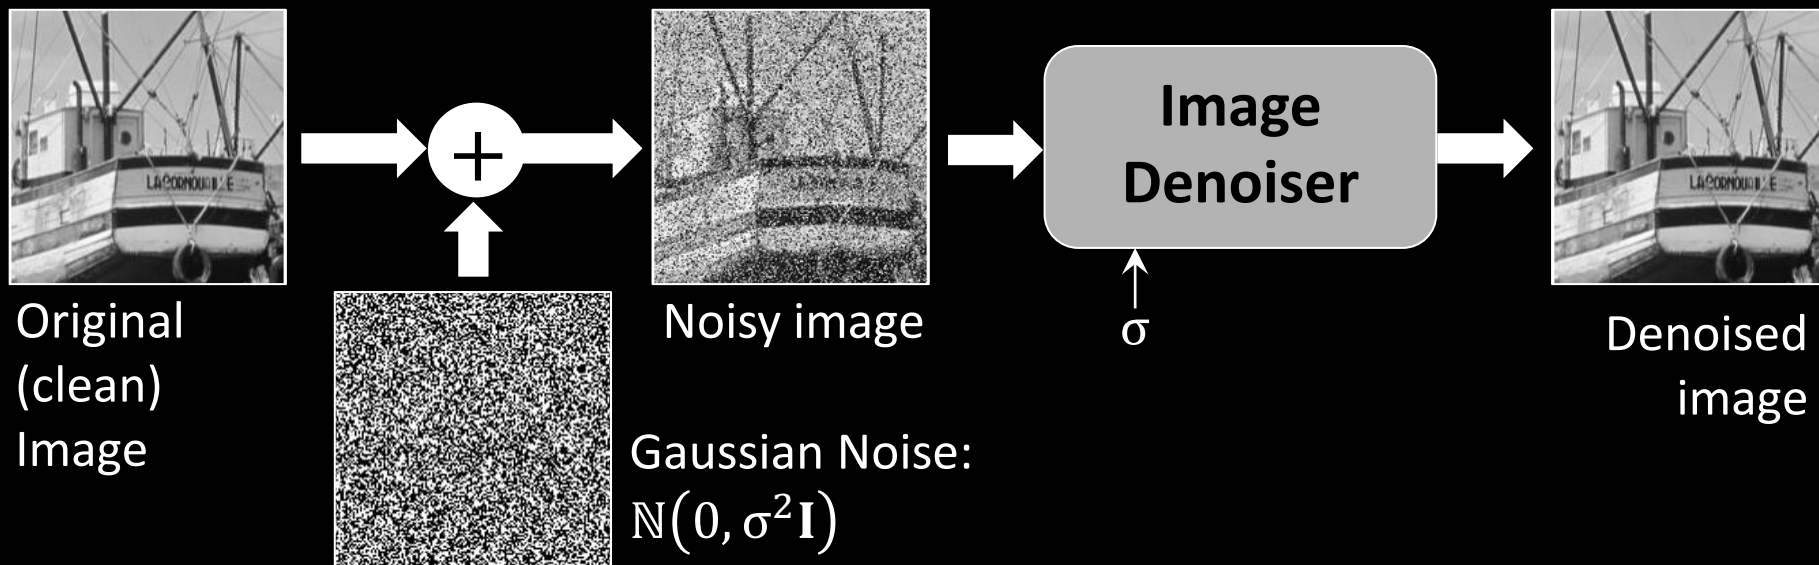 Original
(clean)
Image
+
Noisy image
Gaussian Noise:
ℕ(0, σ²𝐈)
Image
Denoiser
σ
Denoised
image